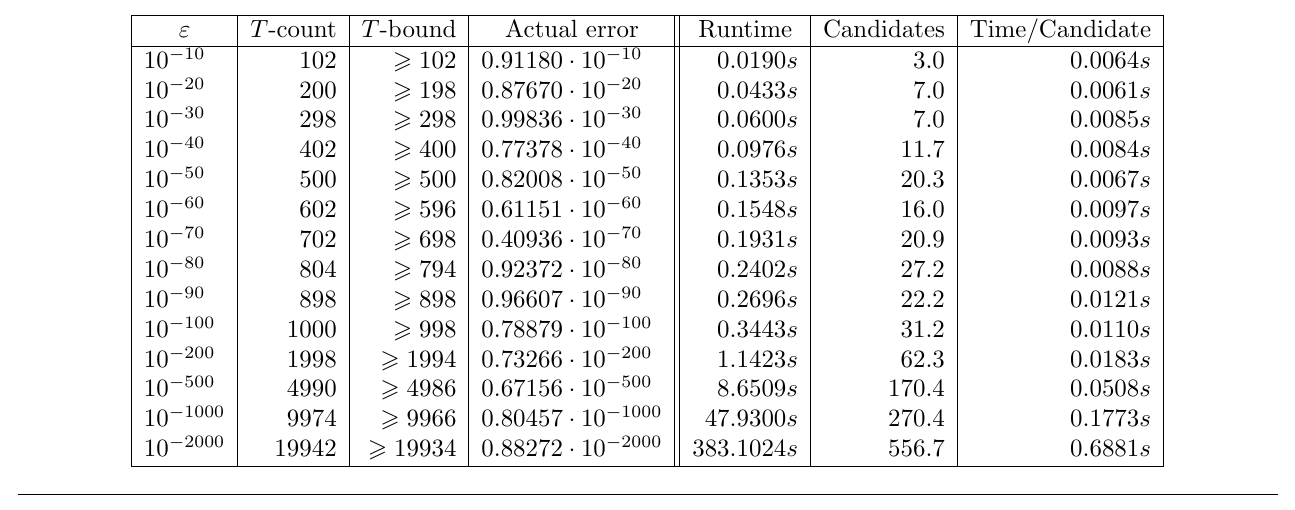 ε T-count T-bound Actual error Runtime Candidates Time/Candidate
10⁻¹⁰ 102 ⩾ 102 0.91180 · 10⁻¹⁰ 0.0190s 3.0 0.0064s
10⁻²⁰ 200 ⩾ 198 0.87670 · 10⁻²⁰ 0.0433s 7.0 0.0061s
10⁻³⁰ 298 ⩾ 298 0.99836 · 10⁻³⁰ 0.0600s 7.0 0.0085s
10⁻⁴⁰ 402 ⩾ 400 0.77378 · 10⁻⁴⁰ 0.0976s 11.7 0.0084s
10⁻⁵⁰ 500 ⩾ 500 0.82008 · 10⁻⁵⁰ 0.1353s 20.3 0.0067s
10⁻⁶⁰ 602 ⩾ 596 0.61151 · 10⁻⁶⁰ 0.1548s 16.0 0.0097s
10⁻⁷⁰ 702 ⩾ 698 0.40936 · 10⁻⁷⁰ 0.1931s 20.9 0.0093s
10⁻⁸⁰ 804 ⩾ 794 0.92372 · 10⁻⁸⁰ 0.2402s 27.2 0.0088s
10⁻⁹⁰ 898 ⩾ 898 0.96607 · 10⁻⁹⁰ 0.2696s 22.2 0.0121s
10⁻¹⁰⁰ 1000 ⩾ 998 0.78879 · 10⁻¹⁰⁰ 0.3443s 31.2 0.0110s
10⁻²⁰⁰ 1998 ⩾ 1994 0.73266 · 10⁻²⁰⁰ 1.1423s 62.3 0.0183s
10⁻⁵⁰⁰ 4990 ⩾ 4986 0.67156 · 10⁻⁵⁰⁰ 8.6509s 170.4 0.0508s
10⁻¹⁰⁰⁰ 9974 ⩾ 9966 0.80457 · 10⁻¹⁰⁰⁰ 47.9300s 270.4 0.1773s
10⁻²⁰⁰⁰ 19942 ⩾ 19934 0.88272 · 10⁻²⁰⁰⁰ 383.1024s 556.7 0.6881s